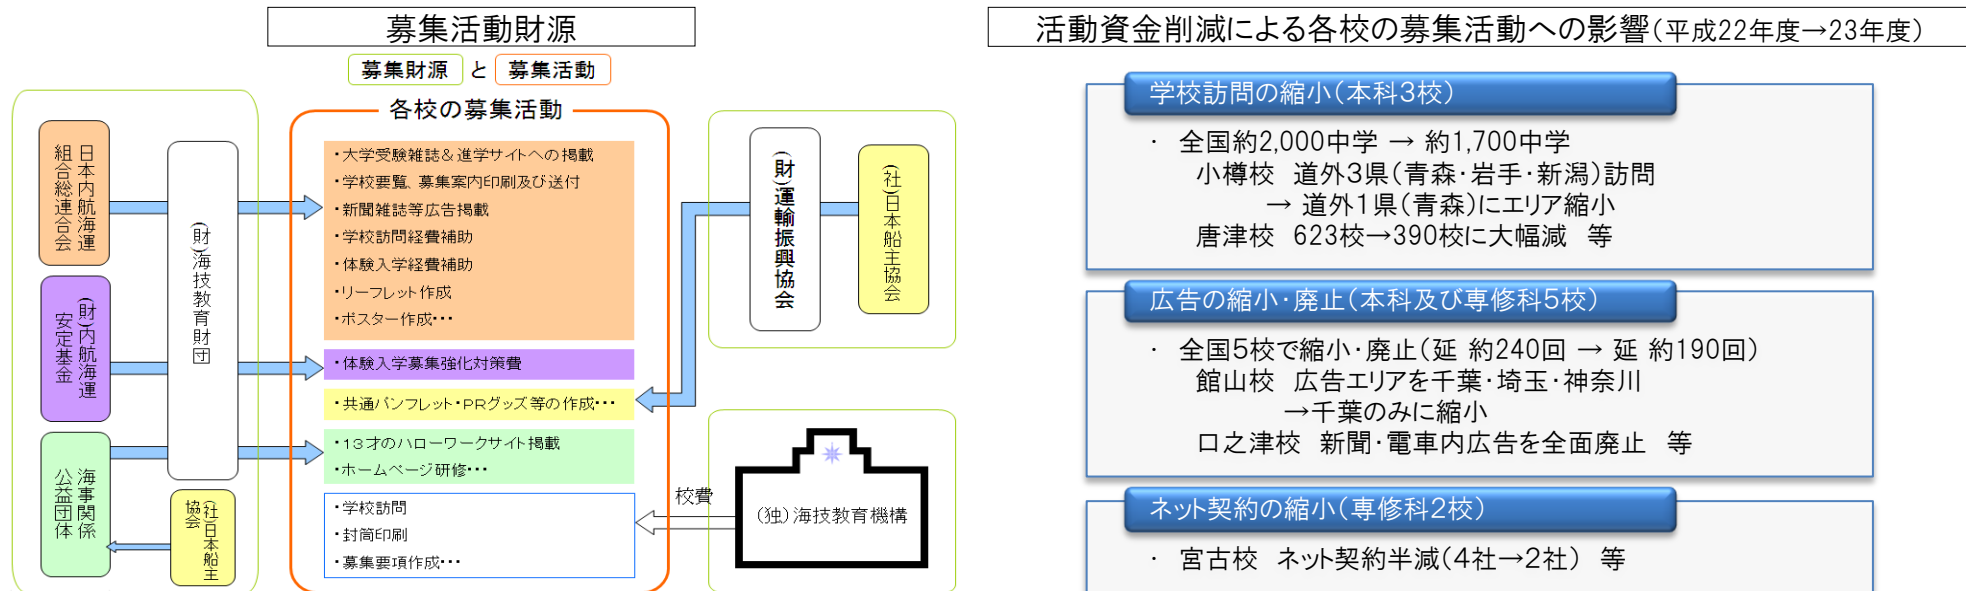 募集活動財源
募集財源 と 募集活動
日本内航海運
組合総連合会
(財)内航海運
安定基金
海事関係
公益団体
(財)海技教育財団
(社)日本船主
協会
各校の募集活動
・大学受験雑誌&進学サイトへの掲載
・学校要覧、募集案内印刷及び送付
・新聞雑誌等広告掲載
・学校訪問経費補助
・体験入学経費補助
・リーフレット作成
・ポスター作成・・・
・体験入学募集強化対策費
・共通パンフレット・PRグッズ等の作成・・・
・13才のハローワークサイト掲載
・ホームページ研修・・・
・学校訪問
・封筒印刷
・募集要項作成・・・
(財)運輸振興協会
(社)日本船主協会
校費
(独)海技教育機構
活動資金削減による各校の募集活動への影響(平成22年度→23年度)
学校訪問の縮小(本科3校)
・ 全国約2,000中学 → 約1,700中学
小樽校 道外3県(青森・岩手・新潟)訪問
→ 道外1県(青森)にエリア縮小
唐津校 623校→390校に大幅減 等
広告の縮小・廃止(本科及び専修科5校)
・ 全国5校で縮小・廃止(延 約240回 → 延 約190回)
館山校 広告エリアを千葉・埼玉・神奈川
→千葉のみに縮小
口之津校 新聞・電車内広告を全面廃止 等
ネット契約の縮小(専修科2校)
・ 宮古校 ネット契約半減(4社→2社) 等